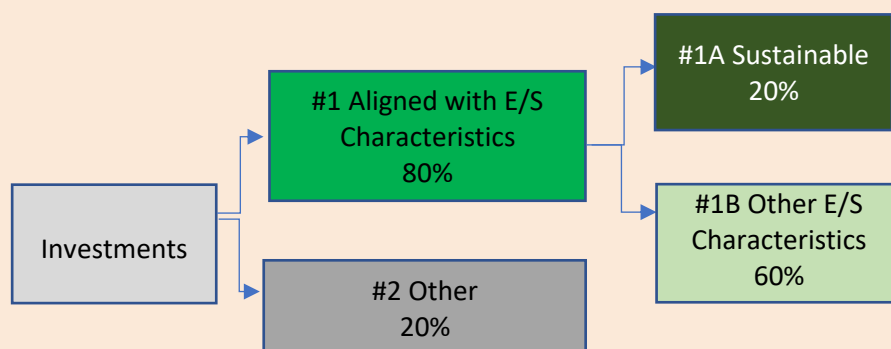 Investments
#1 Aligned with E/S
Characteristics
80%
#2 Other
20%
#1A Sustainable
20%
#1B Other E/S
Characteristics
60%